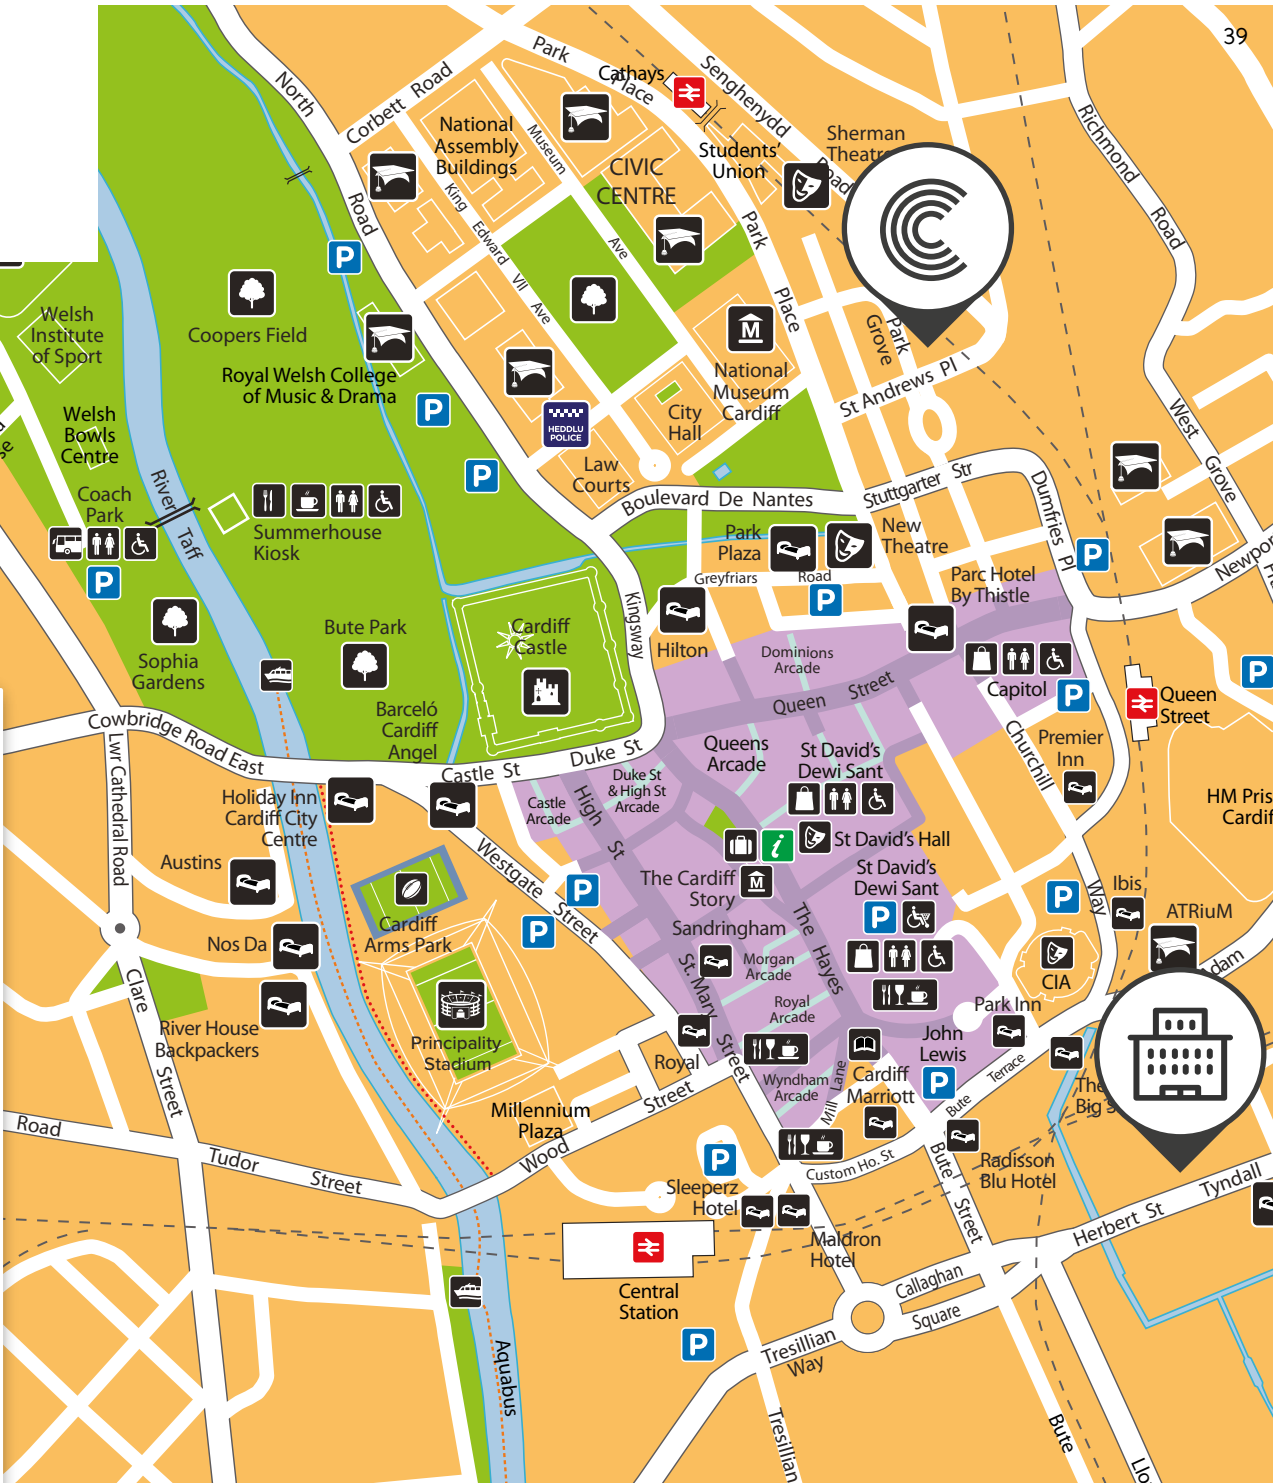 39
Park
Place
Cathays
Senghenydd
Road
North
Road
Corbett Road
National
Assembly
Buildings
Museum
Ave
CIVIC
CENTRE
Students'
Union
Sherman
Theatre
Richmond
Road
King
Edward
VII
Ave
Park
Place
Park
Grove
Welsh
Institute
of Sport
P
Coopers Field
Royal Welsh College
of Music & Drama
P
National
Museum
Cardiff
St Andrews Pl
Welsh
Bowls
Centre
HEDDLU
POLICE
City
Hall
West
Grove
Law
Courts
P
Coach
Park
River
Taff
Summerhouse
Kiosk
Boulevard De Nantes
Stuttgarter Str
Dumfries Pl
Park
Plaza
New
Theatre
P
P
Greyfriars
Road
P
Parc Hotel
By Thistle
Kingsway
Sophia
Gardens
Bute Park
Cardiff
Castle
Hilton
Dominions
Arcade
Capitol
P
P
Queen
Street
Queen
Street
Barceló
Cardiff
Angel
Cowbridge Road East
Lwr Cathedral Road
Castle St
Duke St
Queens
Arcade
St David's
Dewi Sant
Churchill
Way
Premier
Inn
HM Pris
Cardif
Holiday Inn
Cardiff City
Centre
Castle
Arcade
Duke St
& High St
Arcade
High
St
St David's Hall
i
Austins
Westgate
Street
P
The Cardiff
Story
St David's
Dewi Sant
P
P
Ibis
ATRiuM
Cardiff
Arms Park
P
Sandringham
The Hayes
Nos Da
Morgan
Arcade
CIA
Adam
Clare
Street
St. Mary
Street
Royal
Arcade
Park Inn
River House
Backpackers
Principality
Stadium
Royal
John
Lewis
P
Terrace
Bute
Wyndham
Arcade
Mill Lane
Cardiff
Marriott
The
Big
Millennium
Plaza
Street
Wood
Road
Tudor
Street
P
Custom Ho. St
Bute
Street
Radisson
Blu Hotel
Sleeperz
Hotel
Maldron
Hotel
Tyndall
Herbert St
Central
Station
Callaghan
Square
P
Tresillian
Way
Aquabus
Tresillian
Bute